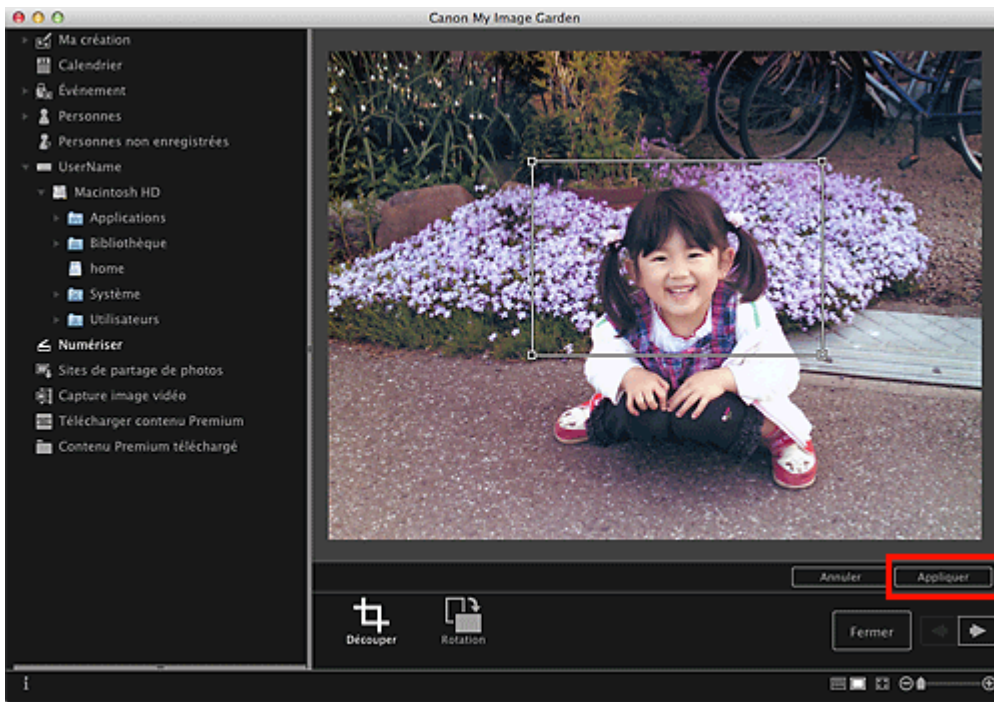 Canon My Image Garden
Ma création
Calendrier
Événement
Personnes
Personnes non enregistrées
UserName
Macintosh HD
Applications
Bibliothèque
home
Système
Utilisateurs
Numériser
Sites de partage de photos
Capture image vidéo
Télécharger contenu Premium
Contenu Premium téléchargé
Annuler
Appliquer
Découper
Rotation
Fermer
i